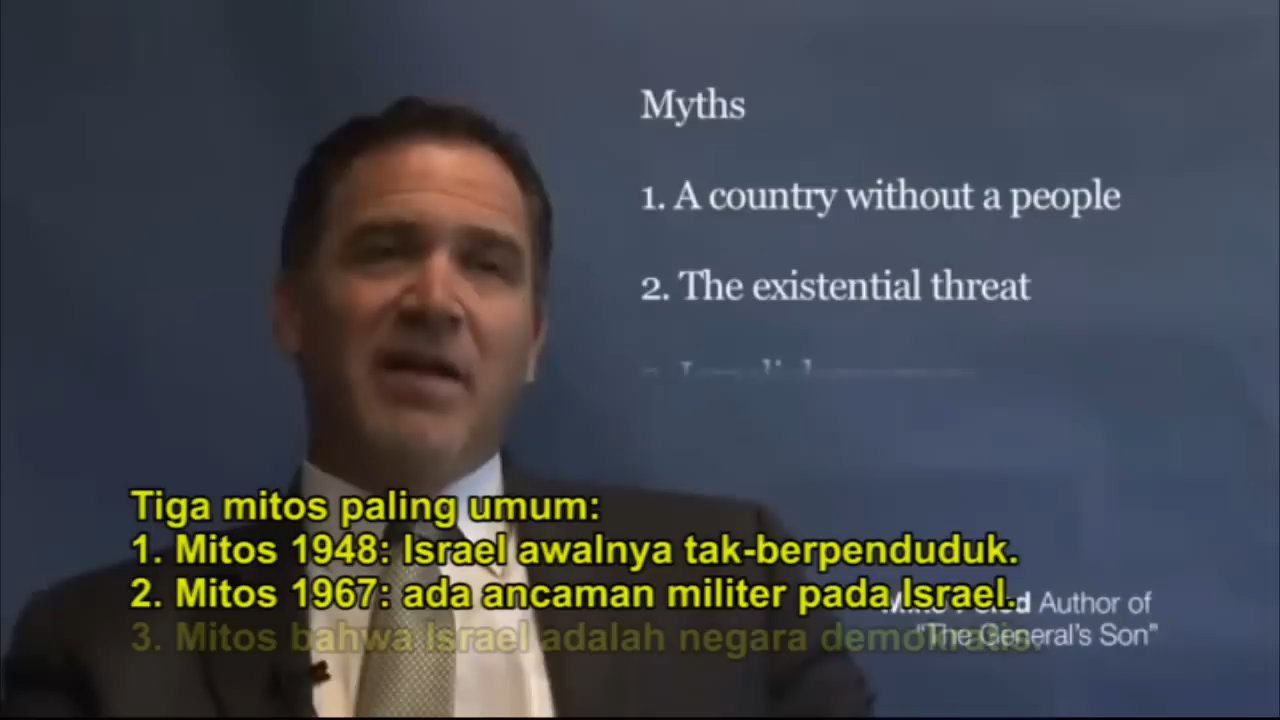 Myths
1. A country without a people
2. The existential threat
Tiga mitos paling umum:
1. Mitos 1948: Israel awalnya tak-berpenduduk.
2. Mitos 1967: ada ancaman militer pada Israel.
3. Mitos bahwa Israel adalah negara demokratis.
Author of
"The General's Son"